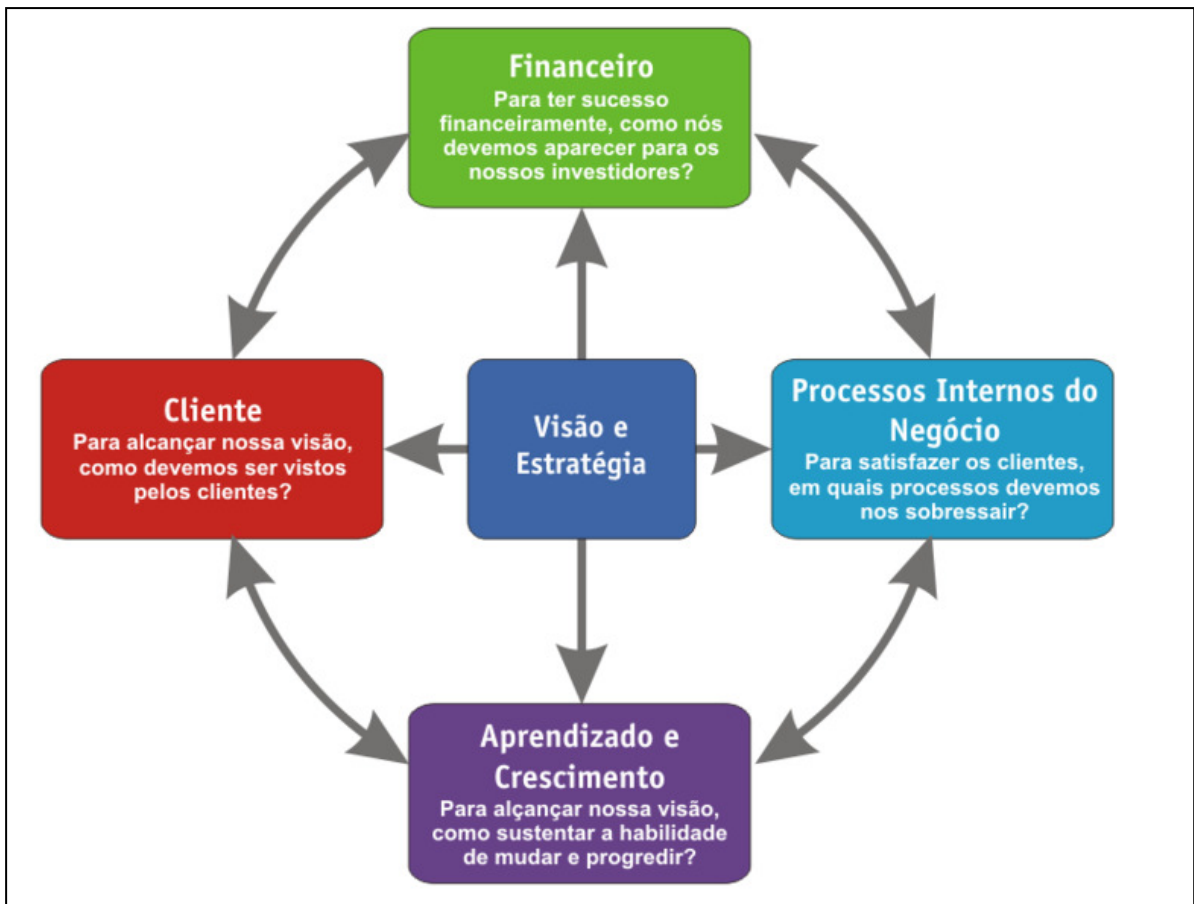 Financeiro
Para ter sucesso
financeiramente, como nós
devemos aparecer para os
nossos investidores?
Cliente
Para alcançar nossa visão,
como devemos ser vistos
pelos clientes?
Visão e
Estratégia
Processos Internos do
Negócio
Para satisfazer os clientes,
em quais processos devemos
nos sobressair?
Aprendizado e
Crescimento
Para alçançar nossa visão,
como sustentar a habilidade
de mudar e progredir?